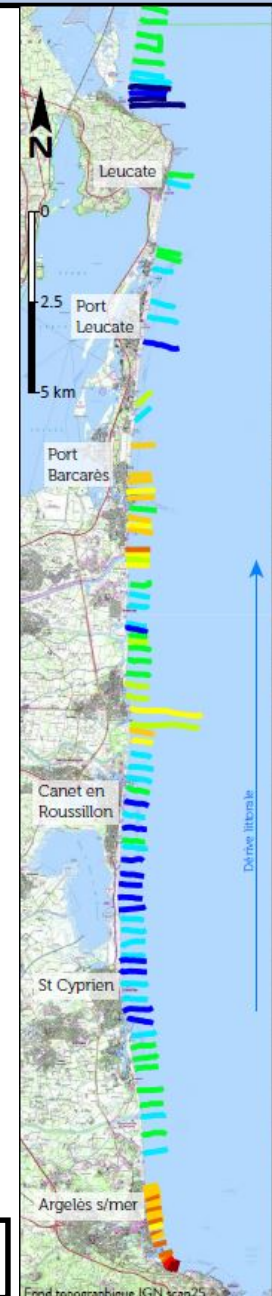 N
Leucate
0
2.5
Port
Leucate
5 km
Port
Barcarès
Canet en
Roussillon
Dérive littorale
St Cyprien
Argelès s/mer
Fond topographique IGN scan25